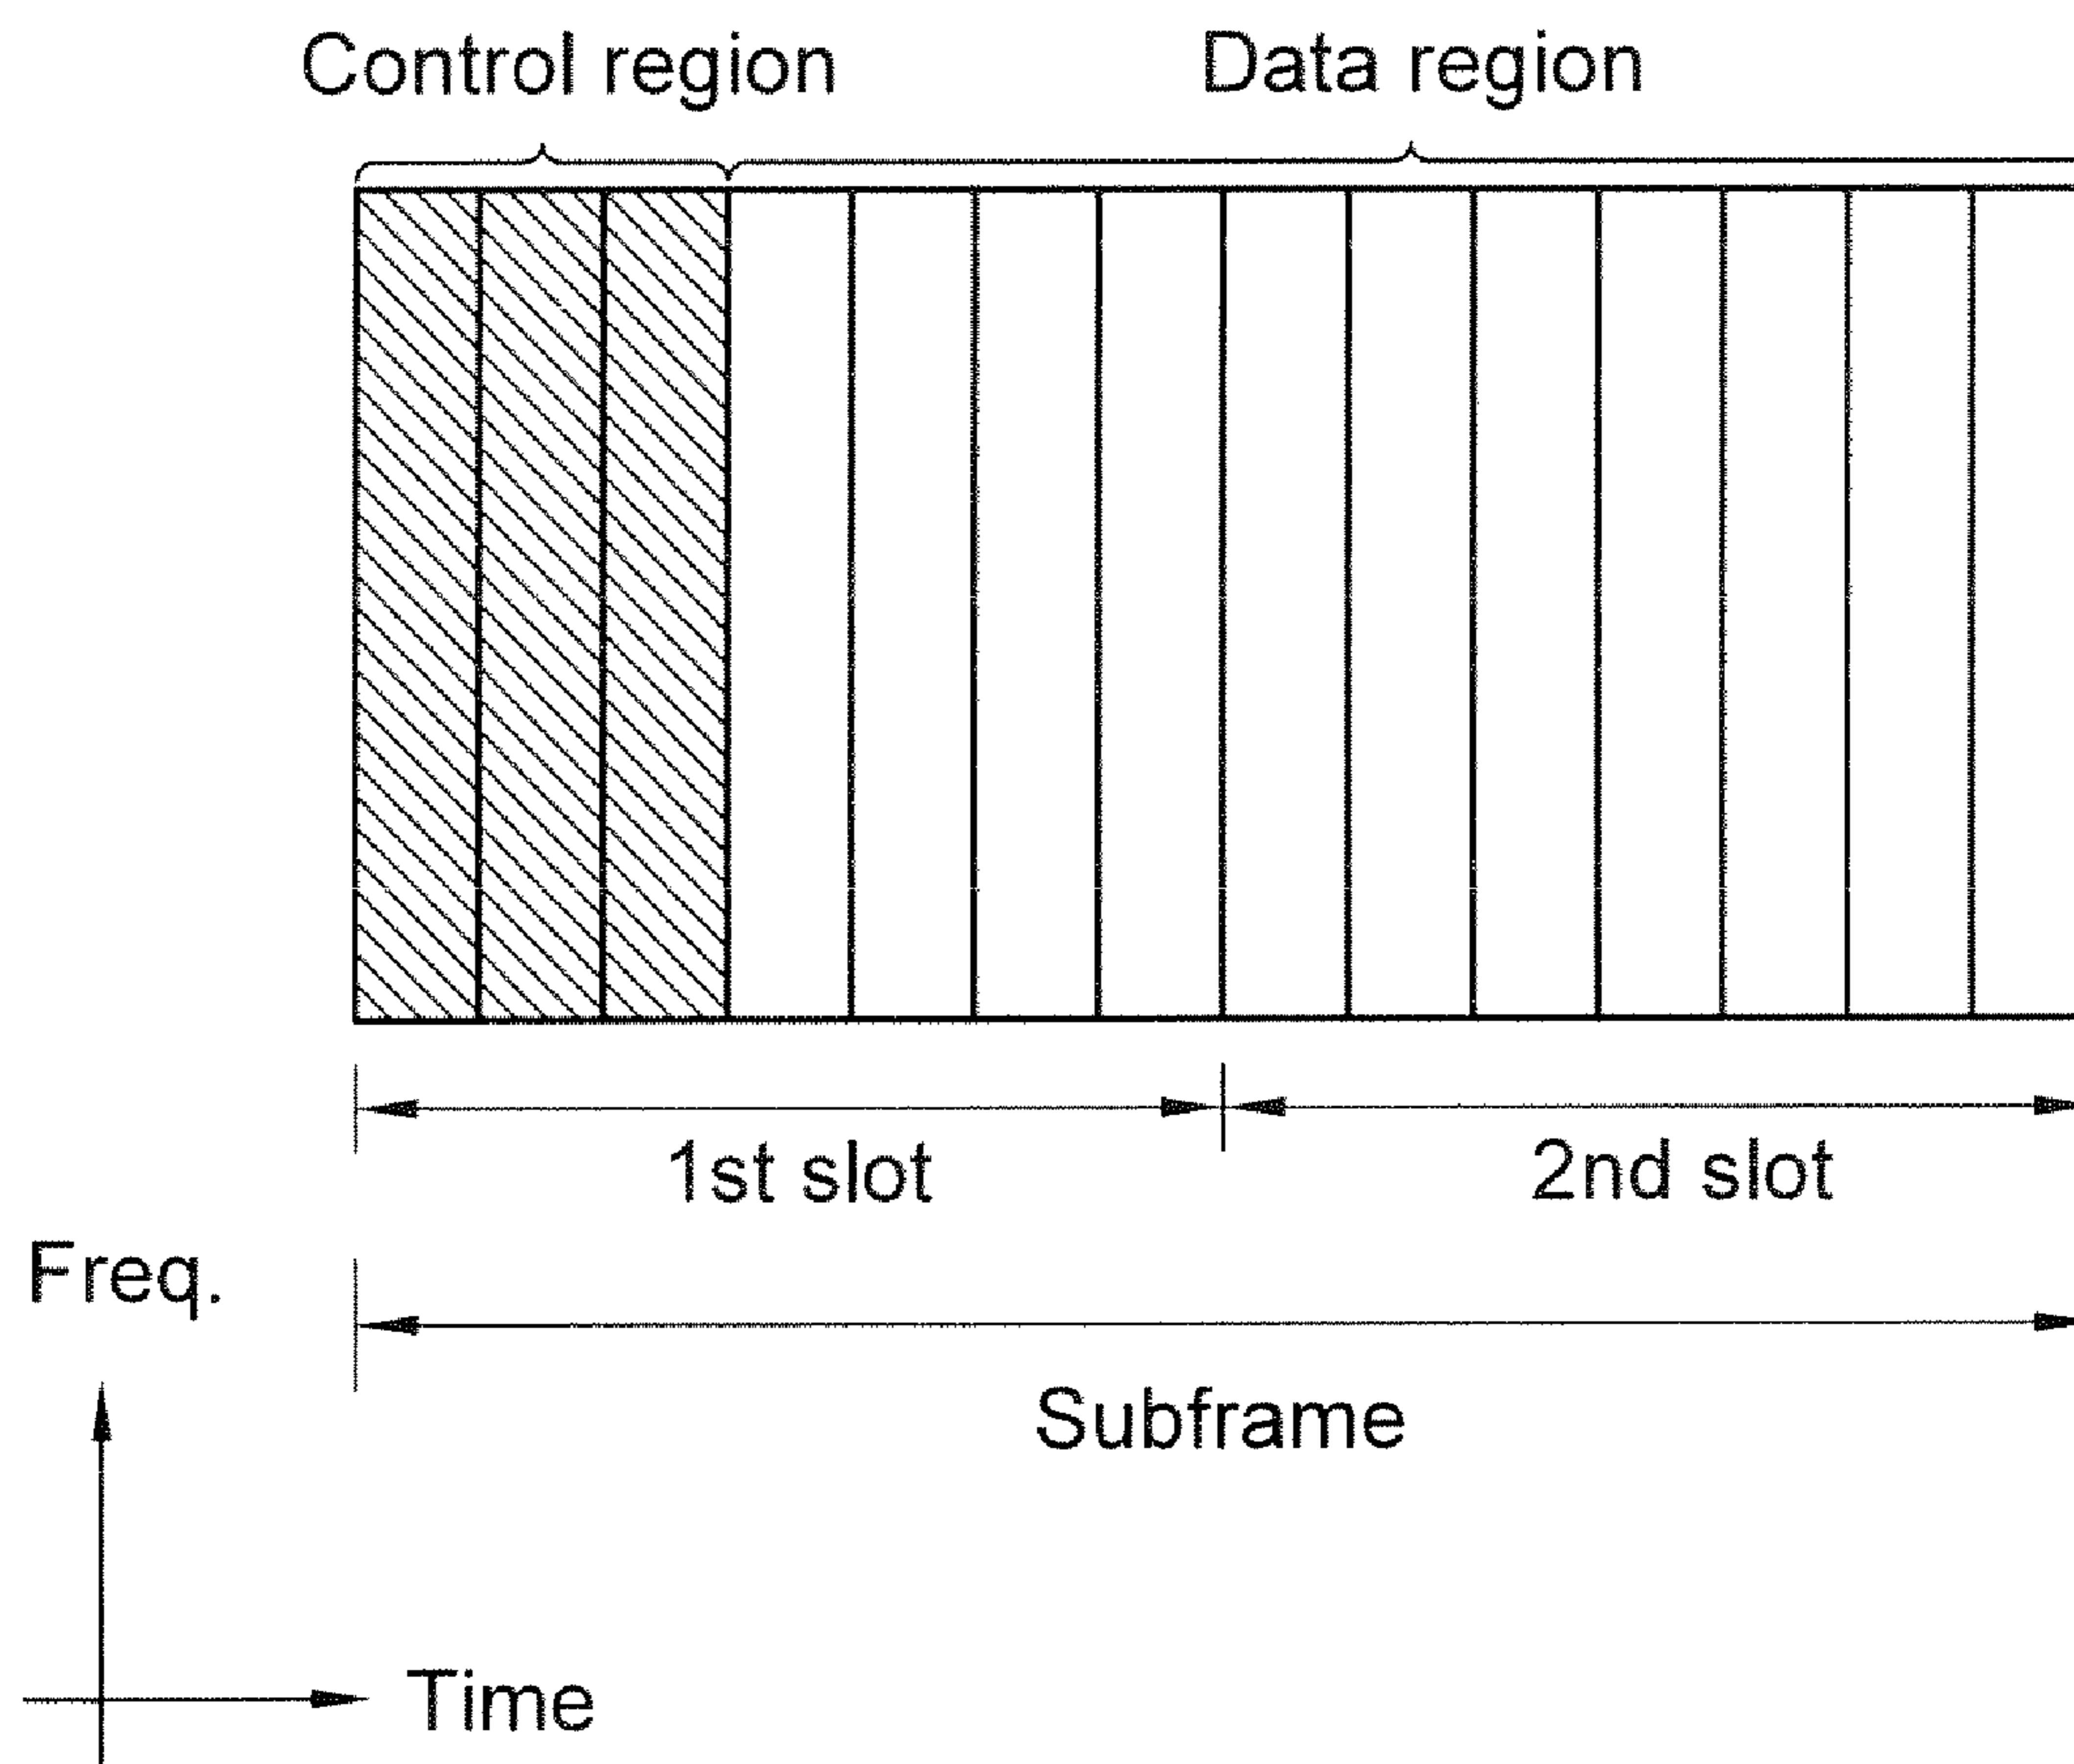 Control region
Data region
1st slot
2nd slot
Freq.
Subframe
Time